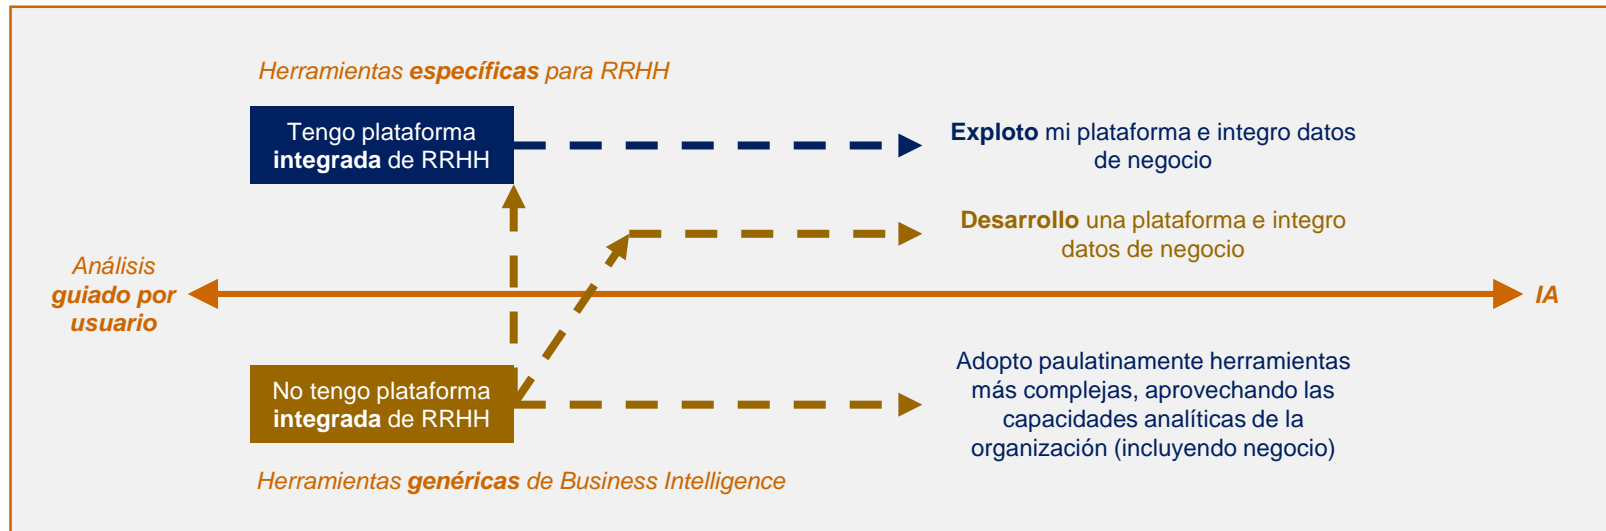 Herramientas específicas para RRHH
Tengo plataforma
integrada de RRHH
Exploto mi plataforma e integro datos
de negocio
Desarrollo una plataforma e integro
datos de negocio
Análisis
guiado por
usuario
IA
No tengo plataforma
integrada de RRHH
Adopto paulatinamente herramientas
más complejas, aprovechando las
capacidades analíticas de la
organización (incluyendo negocio)
Herramientas genéricas de Business Intelligence